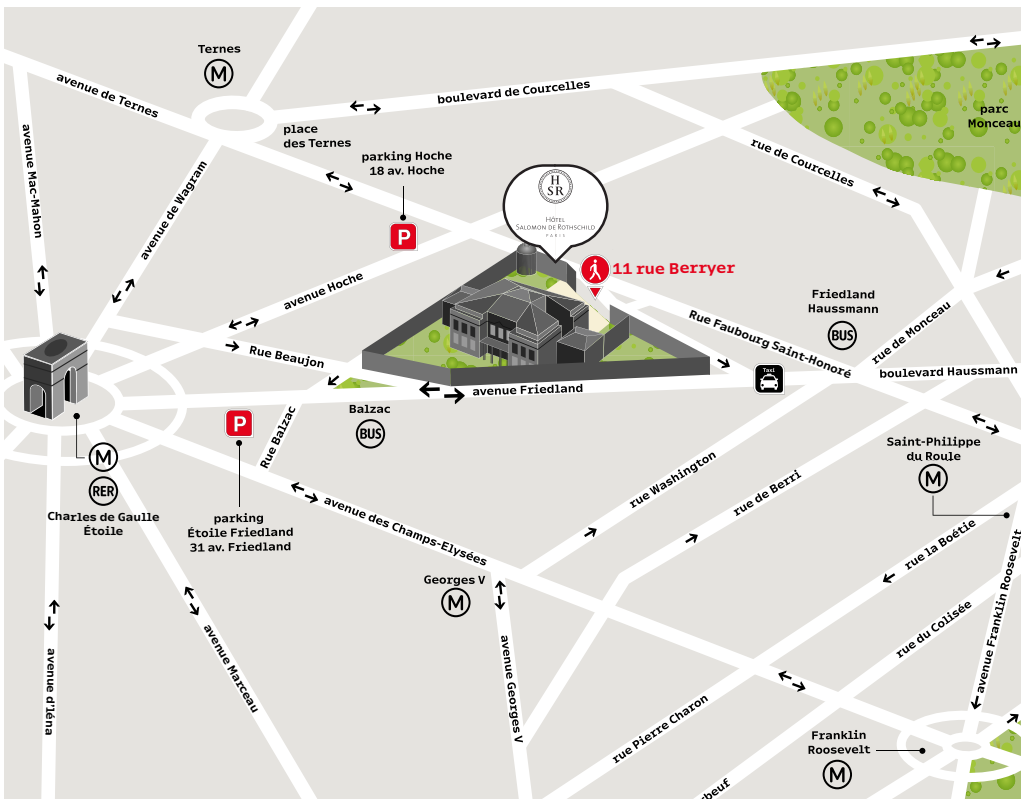 Ternes
M
avenue de Ternes
boulevard de Courcelles
parc
Monceau
place
des Ternes
avenue Mac-Mahon
avenue de Wagram
parking Hoche
18 av. Hoche
P
rue de Courcelles
H
SR
HÔTEL
SALOMON DE ROTHSCHILD
PARIS
11 rue Berryer
avenue Hoche
Friedland
Haussmann
BUS
Rue Faubourg Saint-Honoré
rue de Monceau
Rue Beaujon
boulevard Haussmann
Taxi
avenue Friedland
Balzac
BUS
P
Rue Balzac
M
RER
Charles de Gaulle
Étoile
parking
Étoile Friedland
31 av. Friedland
avenue des Champs-Elysées
rue Washington
rue de Berri
Saint-Philippe
du Roule
M
rue la Boétie
avenue Franklin Roosevelt
Georges V
M
rue du Colisée
avenue d'Iéna
avenue Marceau
avenue Georges V
rue Pierre Charon
Franklin
Roosevelt
M
rbeuf